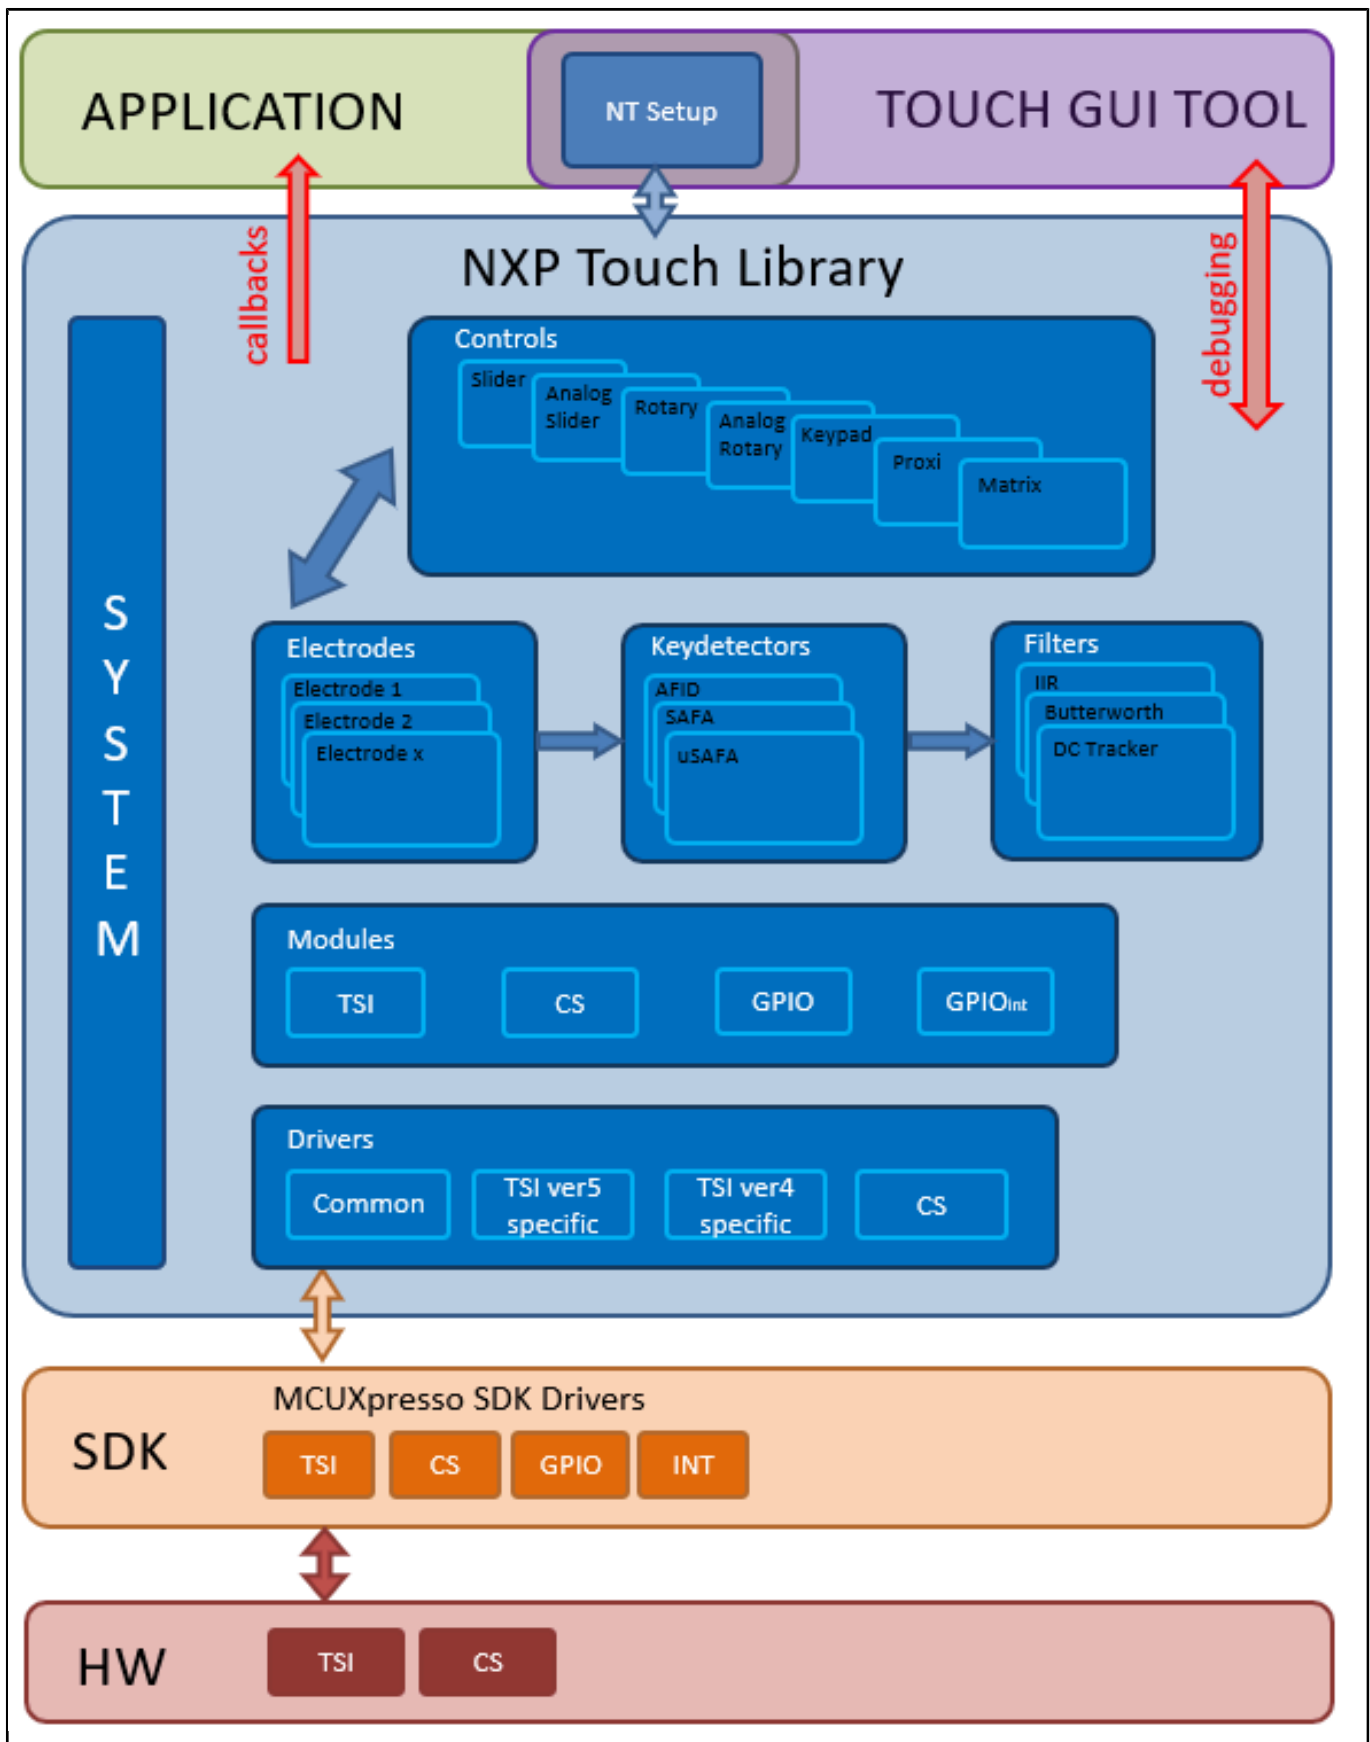 APPLICATION
NT Setup
TOUCH GUI TOOL
callbacks
debugging
NXP Touch Library
SYSTEM
Controls
Slider
Analog
Slider
Rotary
Analog
Rotary
Keypad
Proxi
Matrix
Electrodes
Electrode 1
Electrode 2
Electrode x
Keydetectors
AFID
SAFA
uSAFA
Filters
IIR
Butterworth
DC Tracker
Modules
TSI
CS
GPIO
GPIOint
Drivers
Common
TSI ver5
specific
TSI ver4
specific
CS
SDK
MCUXpresso SDK Drivers
TSI
CS
GPIO
INT
HW
TSI
CS